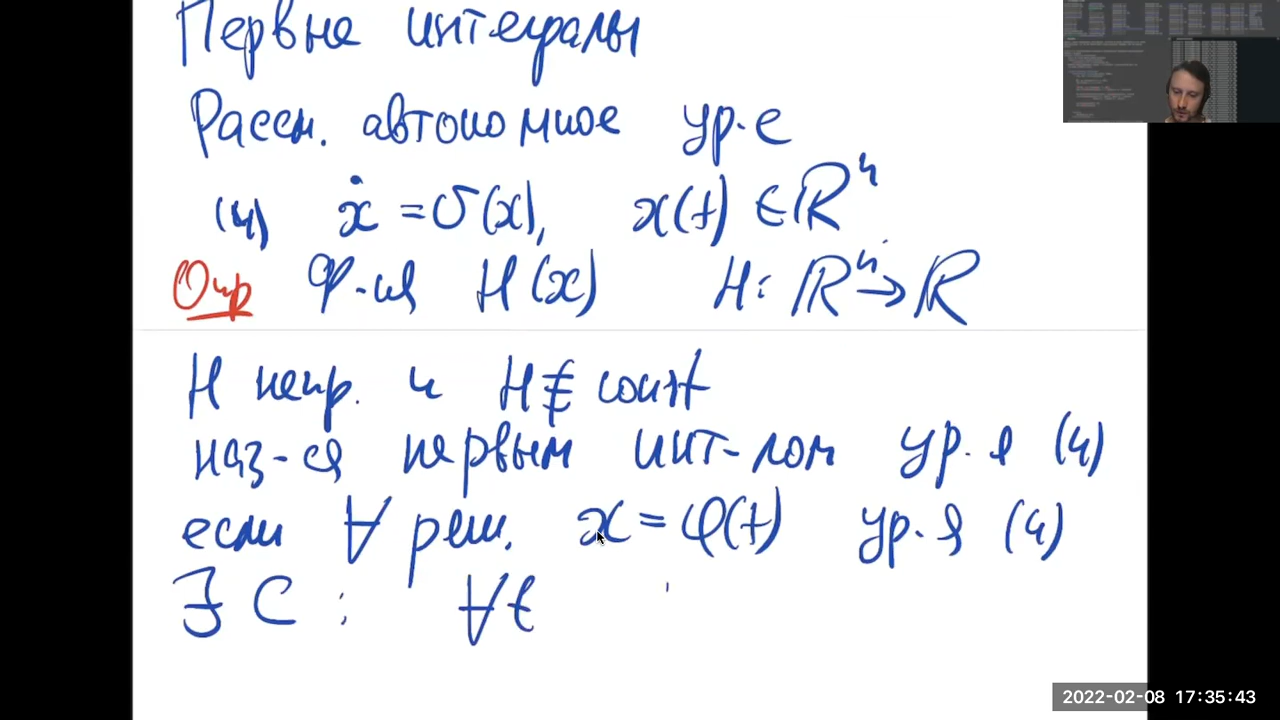 Первые интегралы
Рассм. автономное ур-е
(4) ẋ = v(x), x(t) ∈ ℝⁿ
Опр Ф-ия H(x) H: ℝⁿ → ℝ
H непр. и H ≢ const
наз-ся первым инт-лом ур-я (4)
если ∀ реш. x = φ(t) ур-я (4)
∃ C : ∀t
2022-02-08 17:35:43